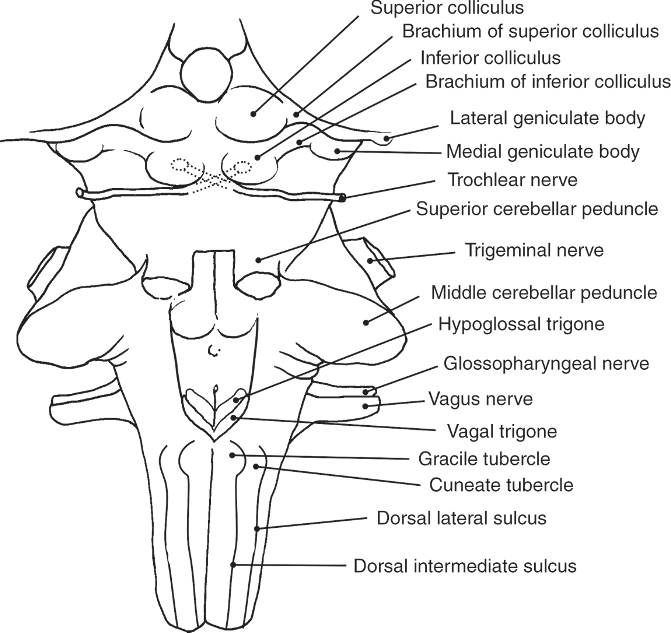 Superior colliculus
Brachium of superior colliculus
Inferior colliculus
Brachium of inferior colliculus
Lateral geniculate body
Medial geniculate body
Trochlear nerve
Superior cerebellar peduncle
Trigeminal nerve
Middle cerebellar peduncle
Hypoglossal trigone
Glossopharyngeal nerve
Vagus nerve
Vagal trigone
Gracile tubercle
Cuneate tubercle
Dorsal lateral sulcus
Dorsal intermediate sulcus